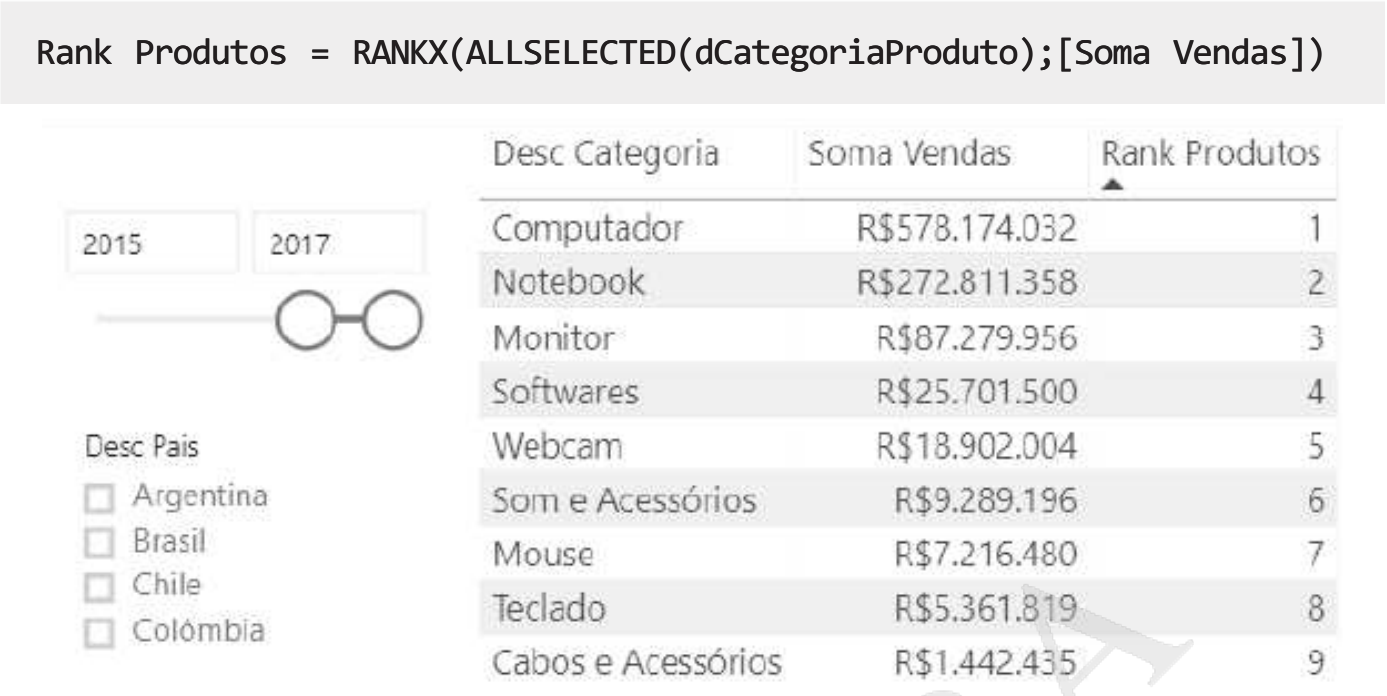 Rank Produtos = RANKX(ALLSELECTED(dCategoriaProduto);[Soma Vendas])
Desc Categoria Soma Vendas Rank Produtos
2015 2017
Computador R$578.174.032 1
Notebook R$272.811.358 2
Monitor R$87.279.956 3
Softwares R$25.701.500 4
Webcam R$18.902.004 5
Som e Acessórios R$9.289.196 6
Mouse R$7.216.480 7
Teclado R$5.361.819 8
Cabos e Acessórios R$1.442.435 9
Desc Pais
Argentina
Brasil
Chile
Colômbia